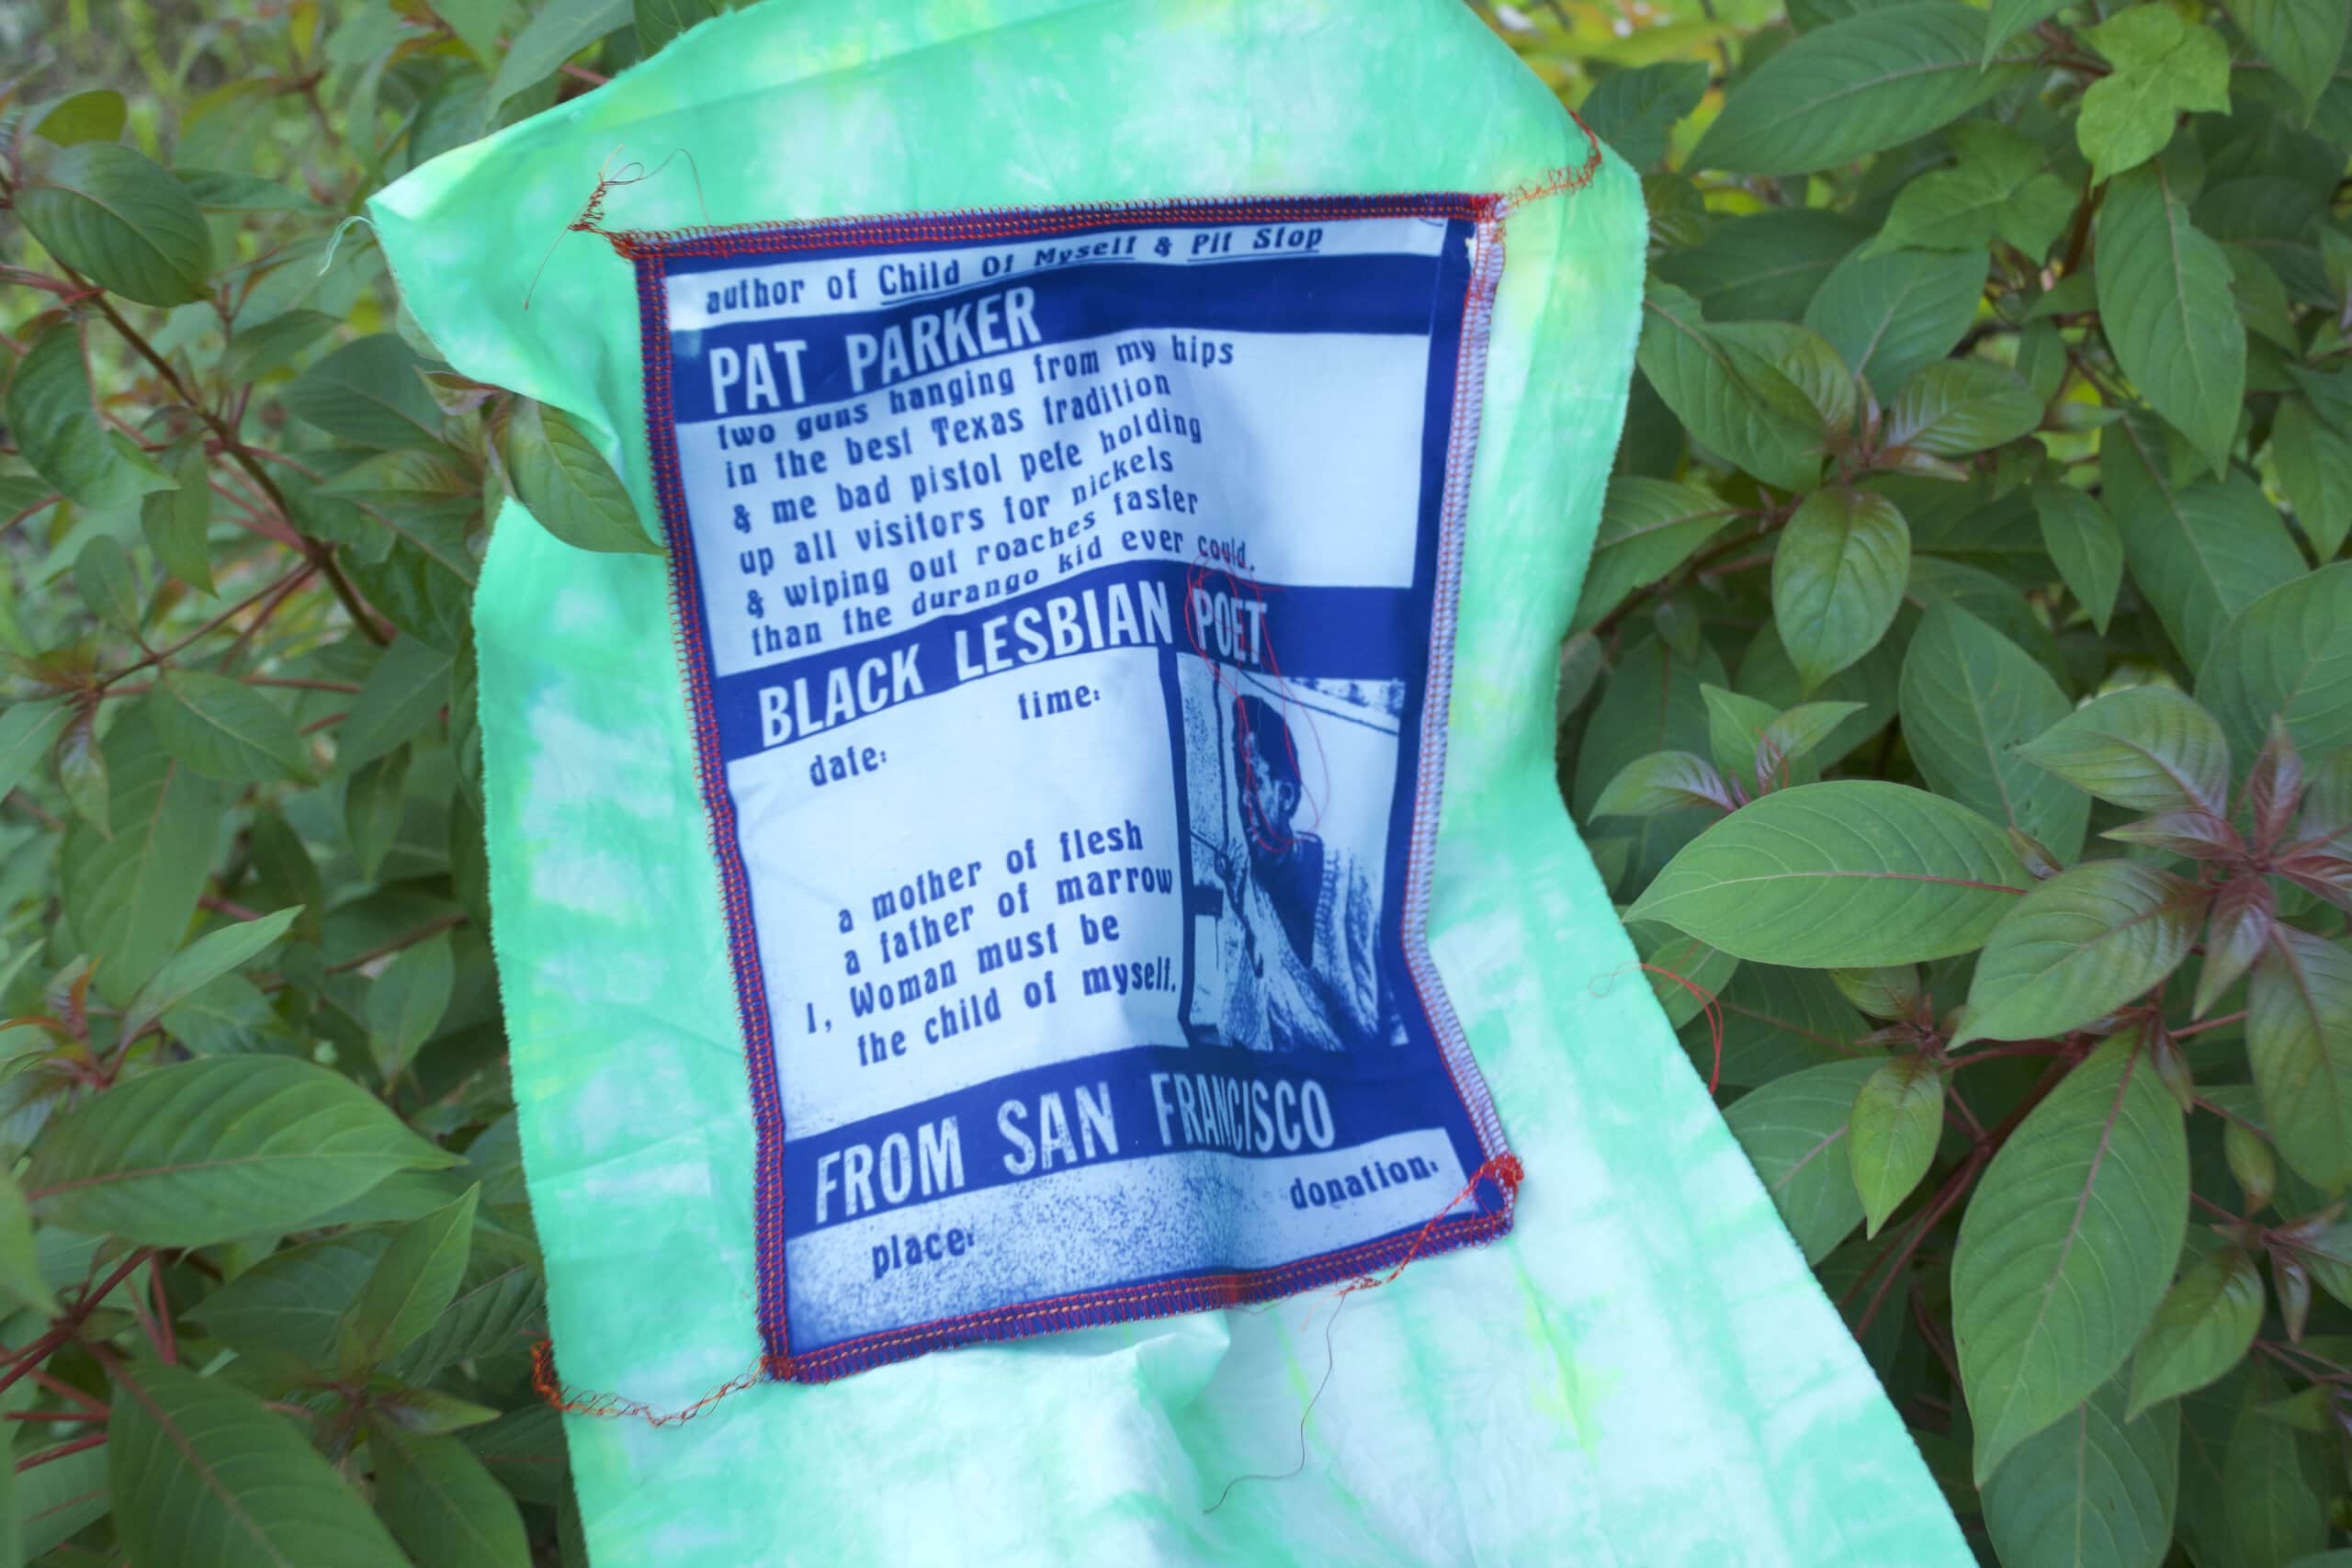 author of Child Of Myself & Pit Stop
PAT PARKER
two guns hanging from my hips
in the best Texas tradition
& me bad pistol pete holding
up all visitors for nickels
& wiping out roaches faster
than the durango kid ever could.
BLACK LESBIAN POET
time:
date:
a mother of flesh
a father of marrow
I, Woman must be
the child of myself.
FROM SAN FRANCISCO
donation:
place: